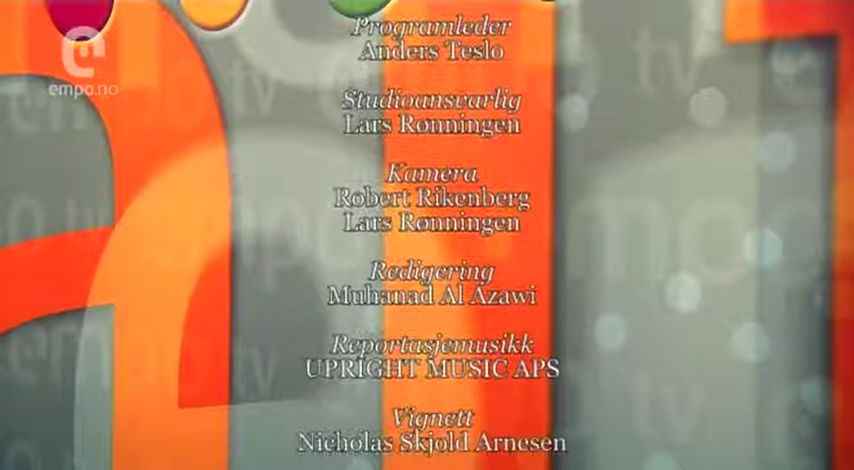 empo.no
Programleder
Anders Teslo
Studioansvarlig
Lars Rønningen
Kamera
Robert Rikenberg
Lars Rønningen
Redigering
Muhanad Al Azawi
Reportasjemusikk
UPRIGHT MUSIC APS
Vignett
Nicholas Skjold Arnesen